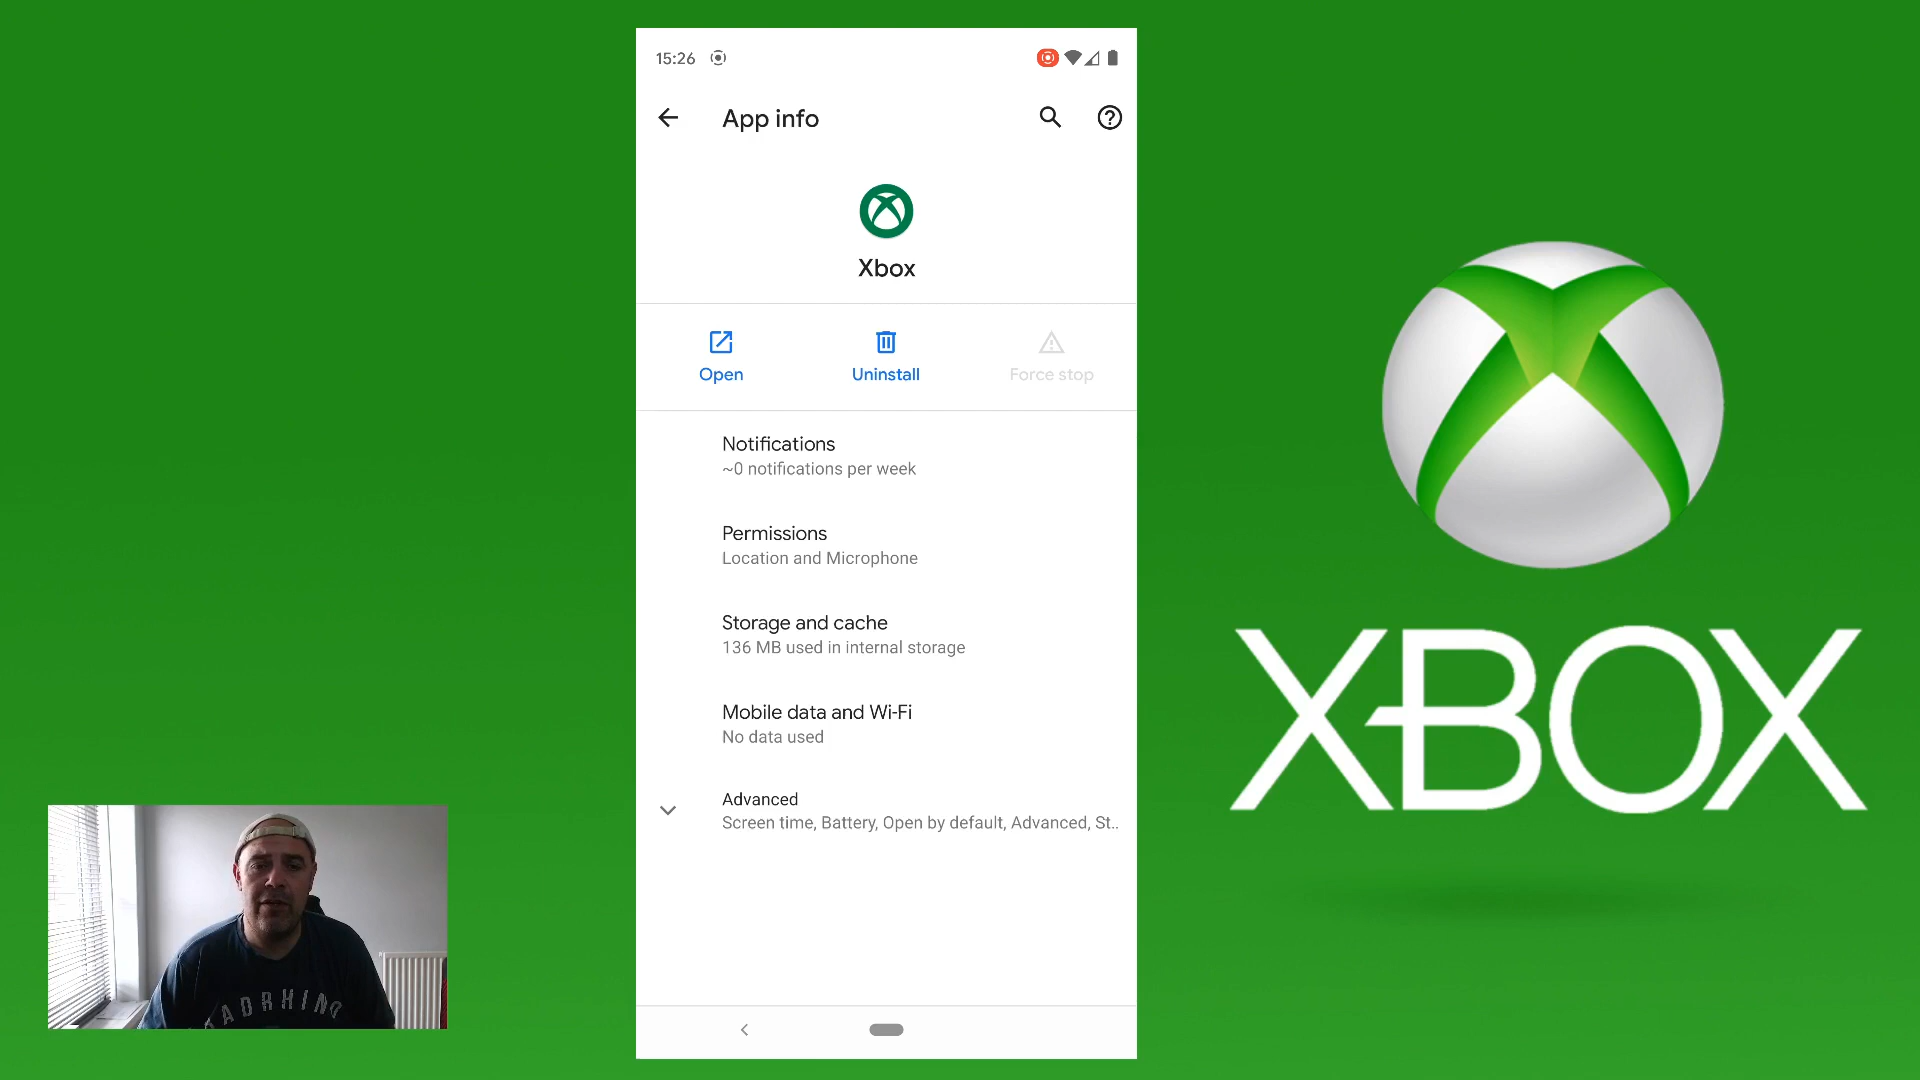 15:26
App info
Xbox
Open
Uninstall
Force stop
Notifications
~0 notifications per week
Permissions
Location and Microphone
Storage and cache
136 MB used in internal storage
Mobile data and Wi-Fi
No data used
Advanced
Screen time, Battery, Open by default, Advanced, St..
XBOX